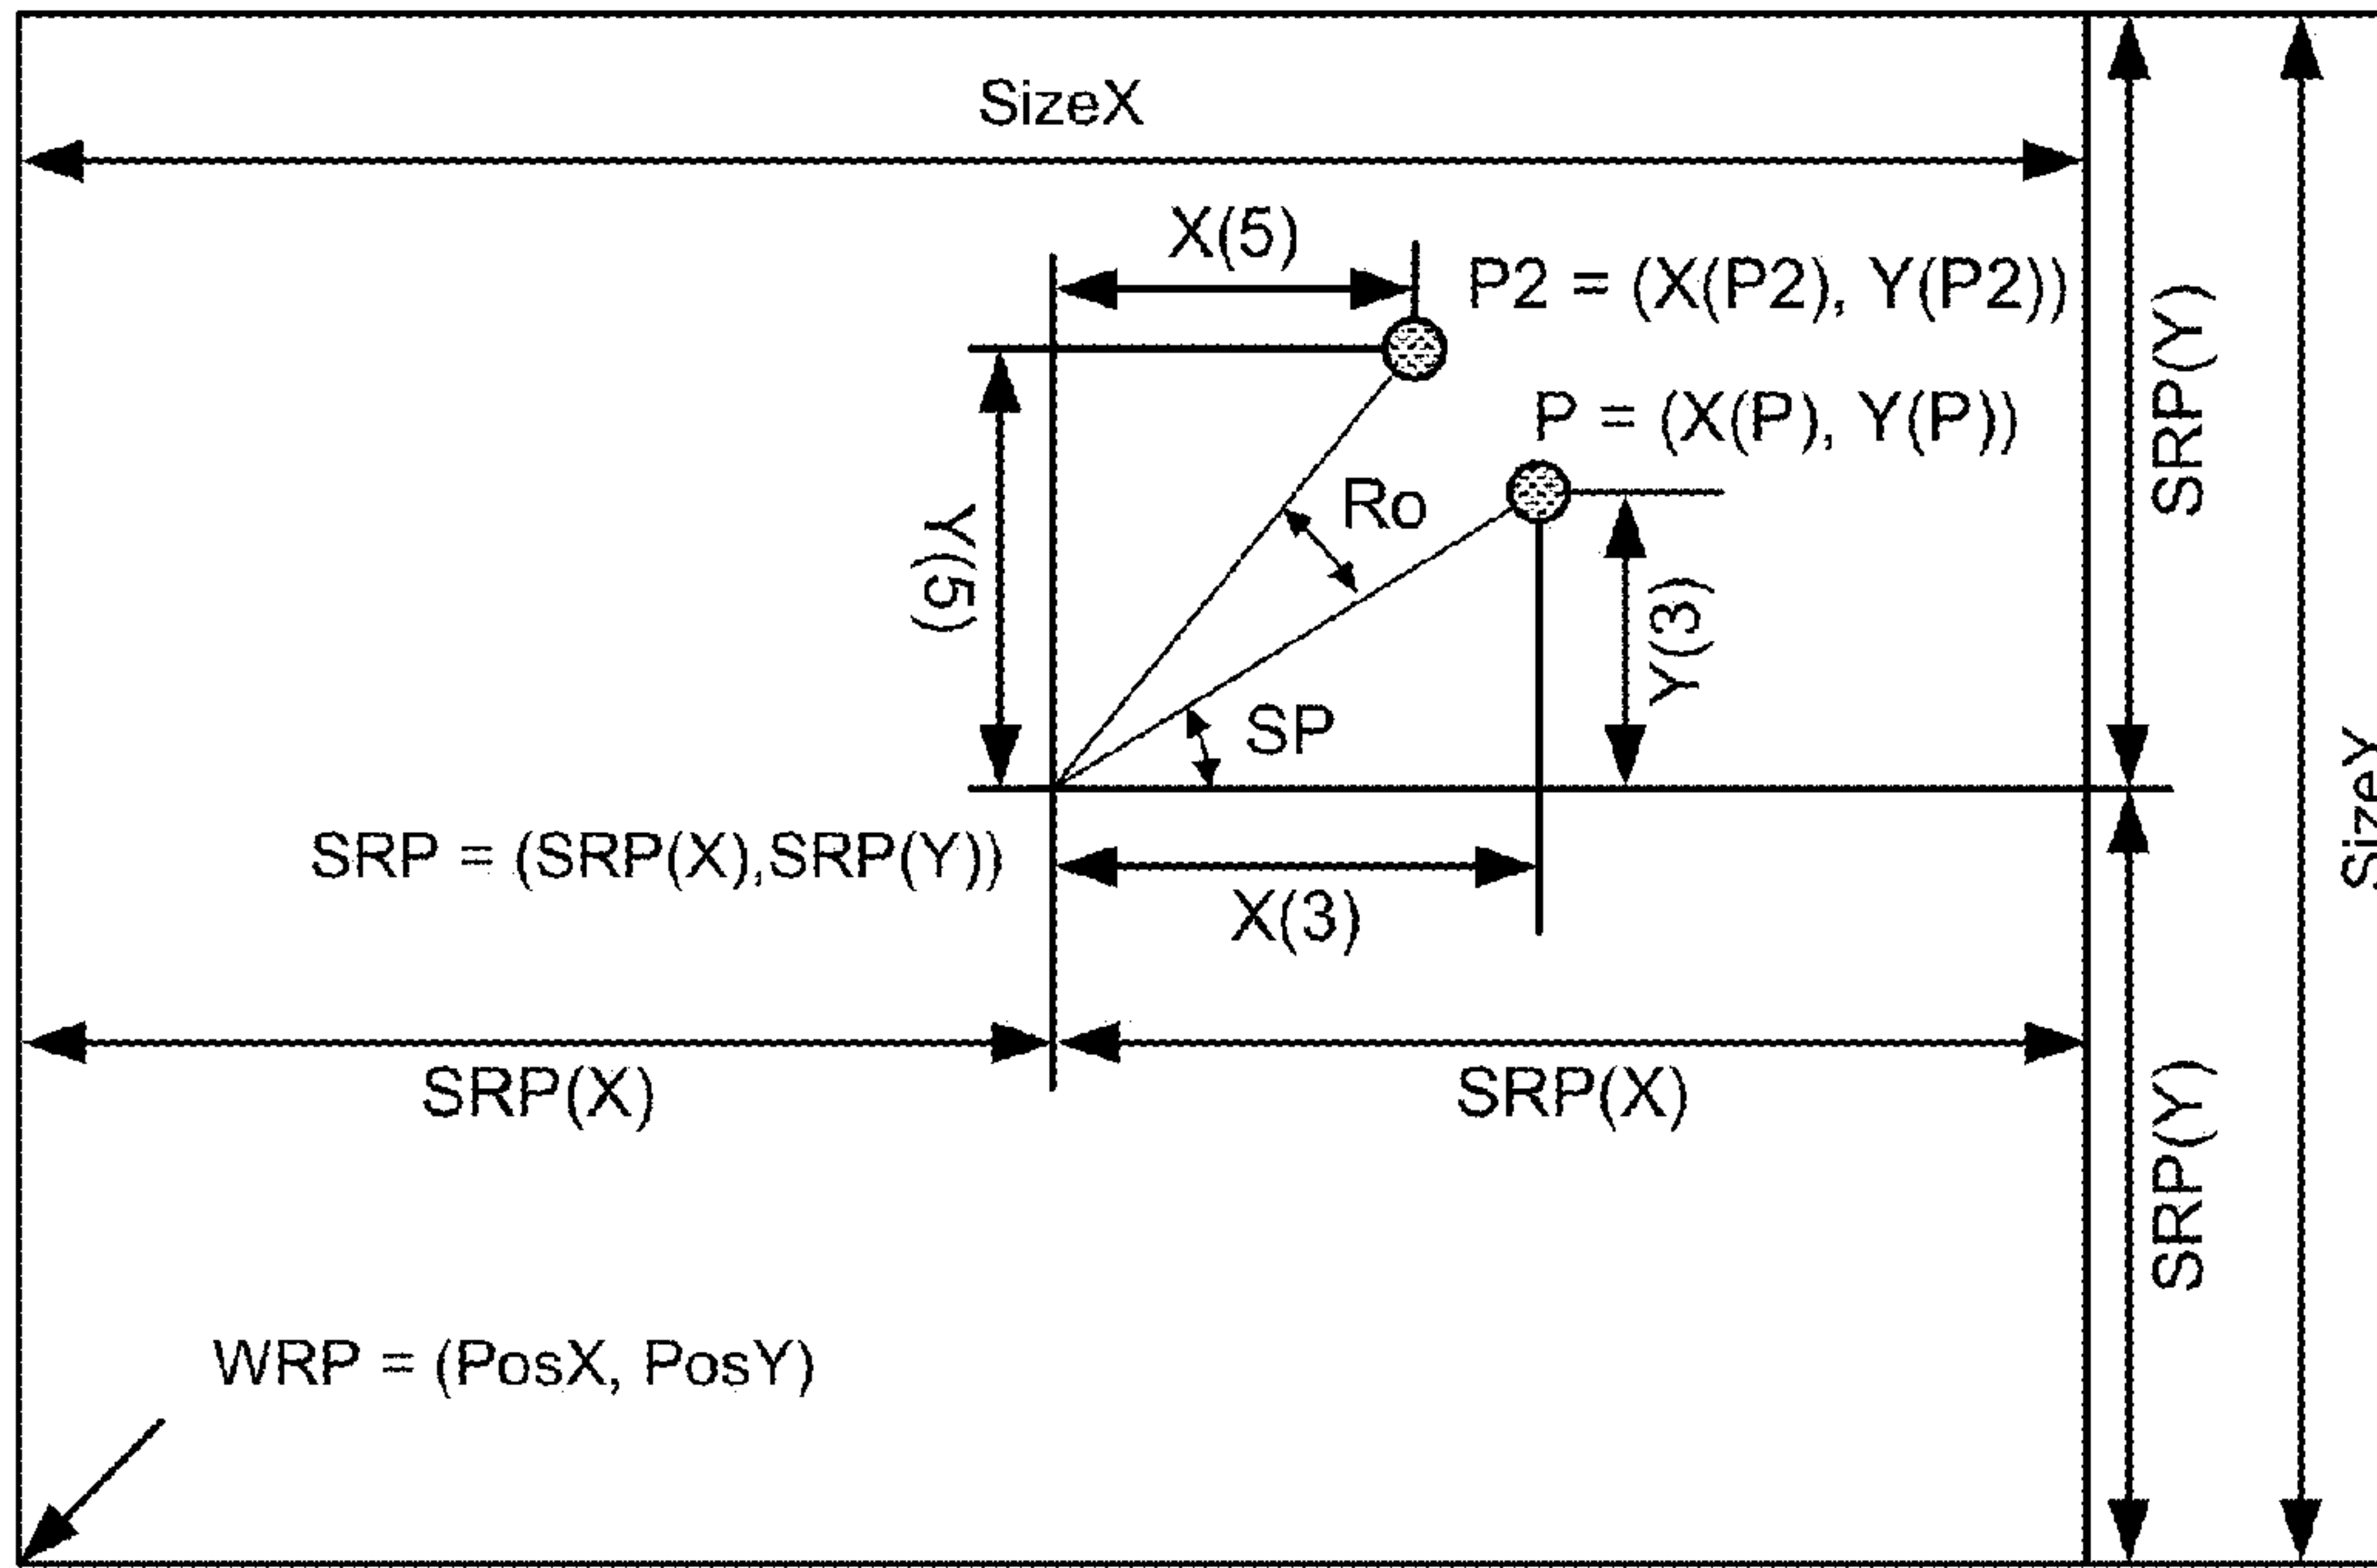 SizeX
X(5)
P2 = (X(P2), Y(P2))
P = (X(P), Y(P))
SRP(Y)
Ro
Y(5)
Y(3)
SP
SizeY
SRP = (SRP(X),SRP(Y))
X(3)
SRP(X)
SRP(X)
SRP(Y)
WRP = (PosX, PosY)